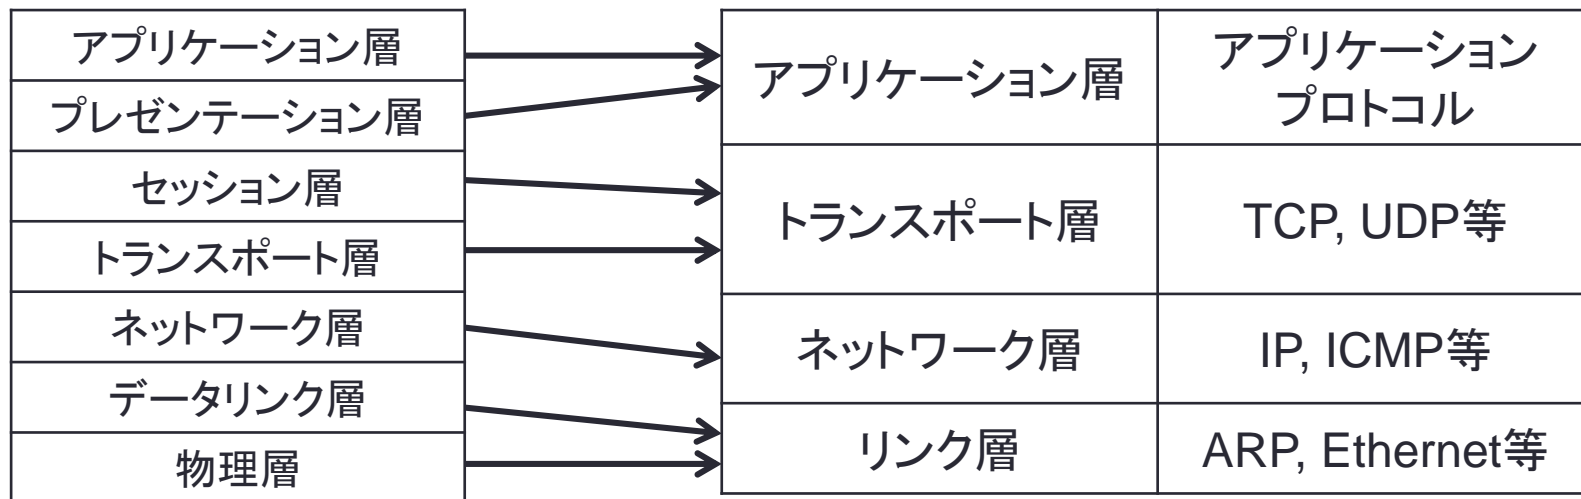 アプリケーション層
プレゼンテーション層
セッション層
トランスポート層
ネットワーク層
データリンク層
物理層
アプリケーション層
アプリケーション
プロトコル
トランスポート層
TCP, UDP等
ネットワーク層
IP, ICMP等
リンク層
ARP, Ethernet等